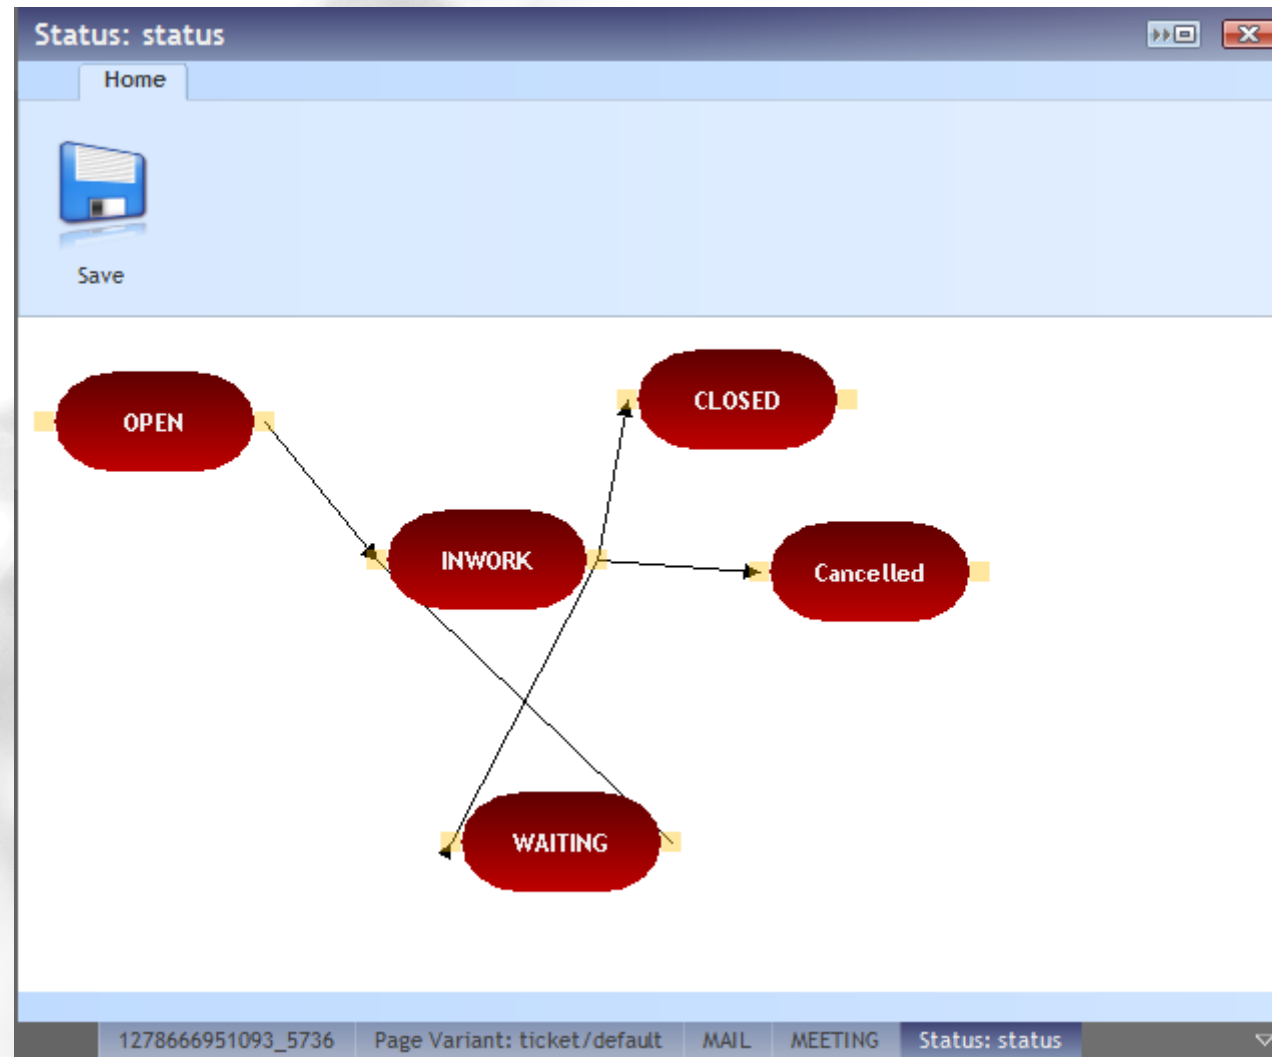 Status: status
Home
Save
OPEN
CLOSED
INWORK
Cancelled
WAITING
1278666951093_5736 Page Variant: ticket/default MAIL MEETING Status: status